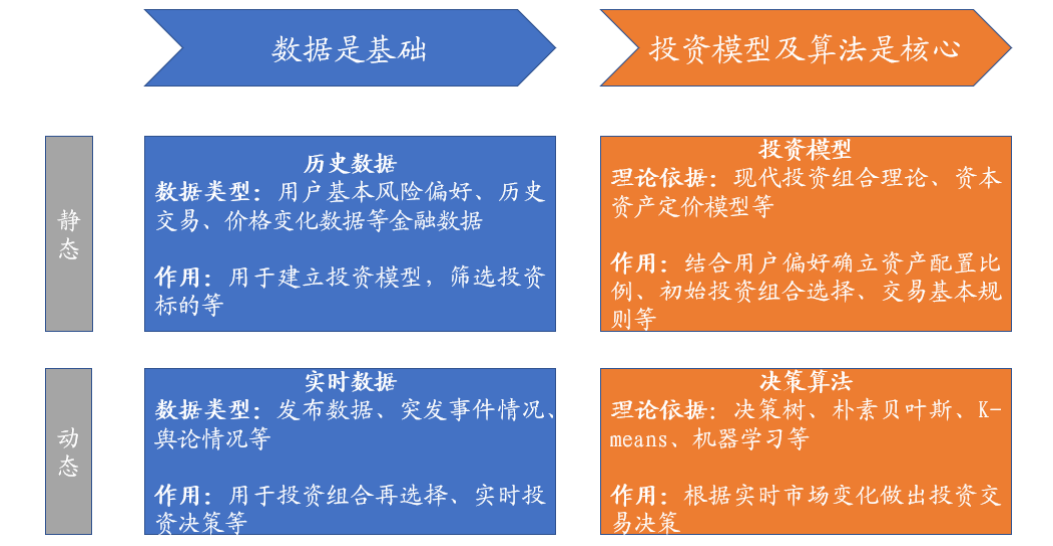 数据是基础
投资模型及算法是核心
静
态
历史数据
数据类型：用户基本风险偏好、历史
交易、价格变化数据等金融数据
作用：用于建立投资模型，筛选投资
标的等
投资模型
理论依据：现代投资组合理论、资本
资产定价模型等
作用：结合用户偏好确立资产配置比
例、初始投资组合选择、交易基本规
则等
动
态
实时数据
数据类型：发布数据、突发事件情况、
舆论情况等
作用：用于投资组合再选择、实时投
资决策等
决策算法
理论依据：决策树、朴素贝叶斯、K-
means、机器学习等
作用：根据实时市场变化做出投资交
易决策